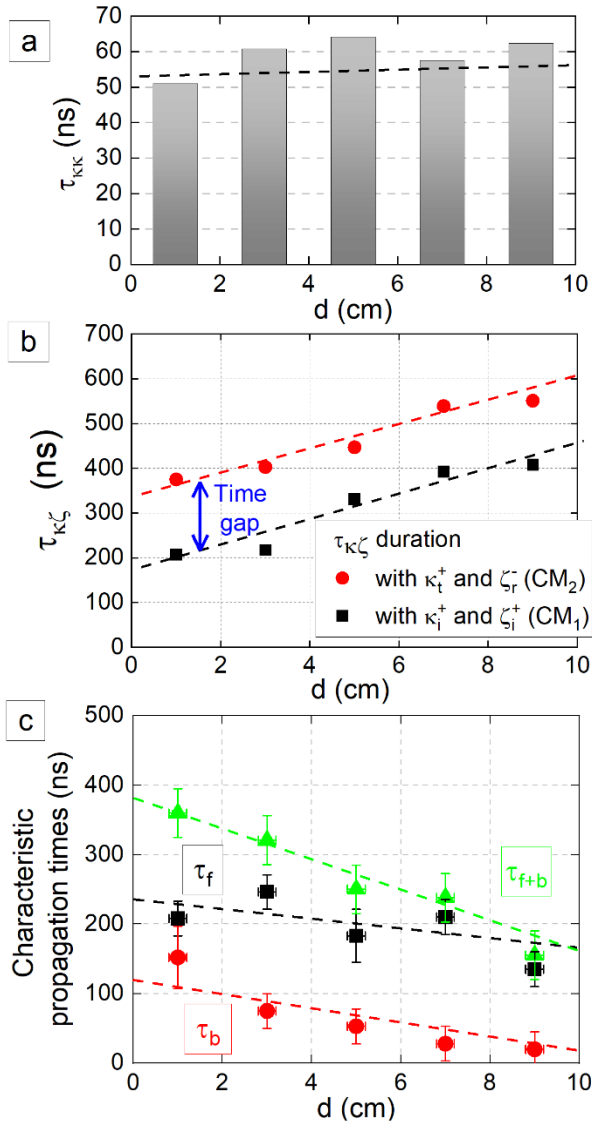 a
70
60
50
40
30
20
10
0
τκκ (ns)
0 2 4 6 8 10
d (cm)
b
700
600
500
400
300
200
100
0
τκζ (ns)
Time
gap
τκζ duration
with κt+ and ζr- (CM2)
with κi+ and ζi+ (CM1)
0 2 4 6 8 10
d (cm)
c
500
400
300
200
100
0
Characteristic
propagation times (ns)
τf
τf+b
τb
0 2 4 6 8 10
d (cm)